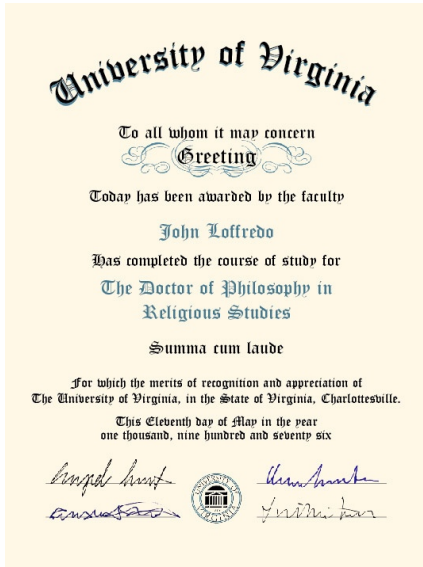 University of Virginia
To all whom it may concern
Greeting
Today has been awarded by the faculty
John Loffredo
Has completed the course of study for
The Doctor of Philosophy in
Religious Studies
Summa cum laude
For which the merits of recognition and appreciation of
The University of Virginia, in the State of Virginia, Charlottesville.
This Eleventh day of May in the year
one thousand, nine hundred and seventy six
UNIVERSITY OF VIRGINIA